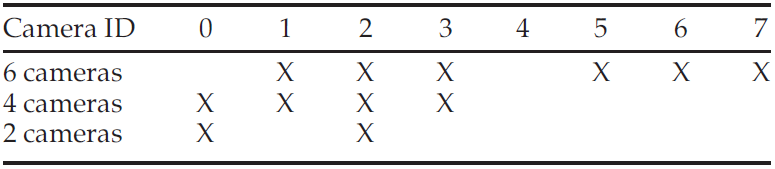 Camera ID 0 1 2 3 4 5 6 7
6 cameras X X X X X X
4 cameras X X X X
2 cameras X X